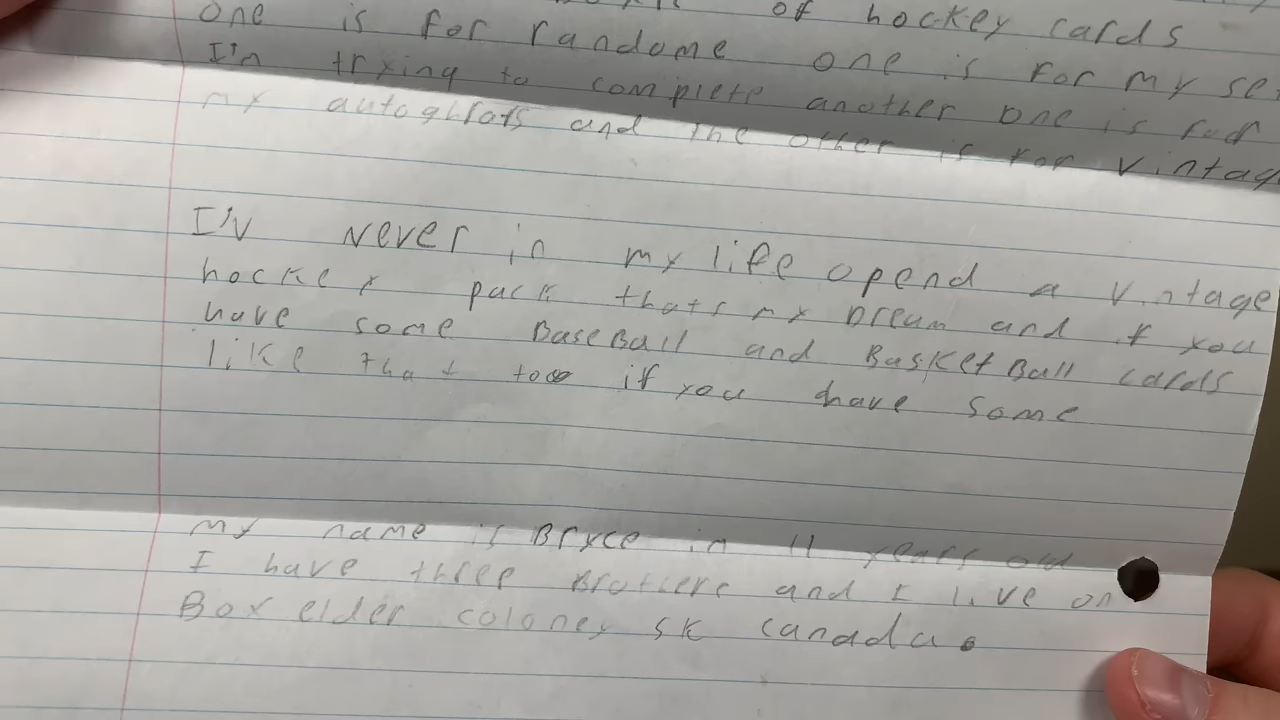 of hockey cards
one is for randome one is for my set
I'm trying to complete another one is for
my autoghrafs and the other is for vintag
I'v never in my life opend a vintage
hockey pack thats my Dream and if you
have some BaseBall and BasketBall cards
like that too if you have some
my name is Bryce im 11 years old
I have three Brothers and I live on
Box elder coloney SK canada.